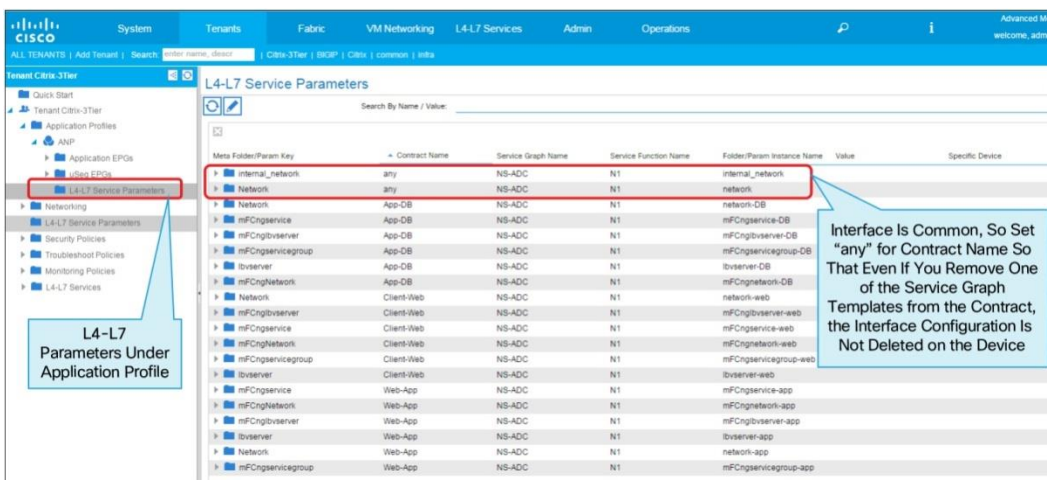 CISCO
System Tenants Fabric VM Networking L4-L7 Services Admin Operations
i
Advanced Mo
welcome, adm
ALL TENANTS | Add Tenant | Search: enter name, descr | Citrix-3Tier | BIGIP | Citrix | common | infra
Tenant Citrix-3Tier
Quick Start
Tenant Citrix-3Tier
Application Profiles
ANP
Application EPGs
uSeg EPGs
L4-L7 Service Parameters
Networking
L4-L7 Service Parameters
Security Policies
Troubleshoot Policies
Monitoring Policies
L4-L7 Services
L4-L7
Parameters Under
Application Profile
L4-L7 Service Parameters
Search By Name / Value:
Meta Folder/Param Key Contract Name Service Graph Name Service Function Name Folder/Param Instance Name Value Specific Device
internal_network any NS-ADC N1 internal_network
Network any NS-ADC N1 network
Network App-DB NS-ADC N1 network-DB
mFCngservice App-DB NS-ADC N1 mFCngservice-DB
mFCnglbvserver App-DB NS-ADC N1 mFCnglbvserver-DB
mFCngservicegroup App-DB NS-ADC N1 mFCngservicegroup-DB
lbvserver App-DB NS-ADC N1 lbvserver-DB
mFCngNetwork App-DB NS-ADC N1 mFCngnetwork-DB
Network Client-Web NS-ADC N1 network-web
mFCnglbvserver Client-Web NS-ADC N1 mFCnglbvserver-web
mFCngservice Client-Web NS-ADC N1 mFCngservice-web
mFCngNetwork Client-Web NS-ADC N1 mFCngnetwork-web
mFCngservicegroup Client-Web NS-ADC N1 mFCngservicegroup-web
lbvserver Client-Web NS-ADC N1 lbvserver-web
mFCngservice Web-App NS-ADC N1 mFCngservice-app
mFCngNetwork Web-App NS-ADC N1 mFCngnetwork-app
mFCnglbvserver Web-App NS-ADC N1 mFCnglbvserver-app
lbvserver Web-App NS-ADC N1 lbvserver-app
Network Web-App NS-ADC N1 network-app
mFCngservicegroup Web-App NS-ADC N1 mFCngservicegroup-app
Interface Is Common, So Set
“any” for Contract Name So
That Even If You Remove One
of the Service Graph
Templates from the Contract,
the Interface Configuration Is
Not Deleted on the Device